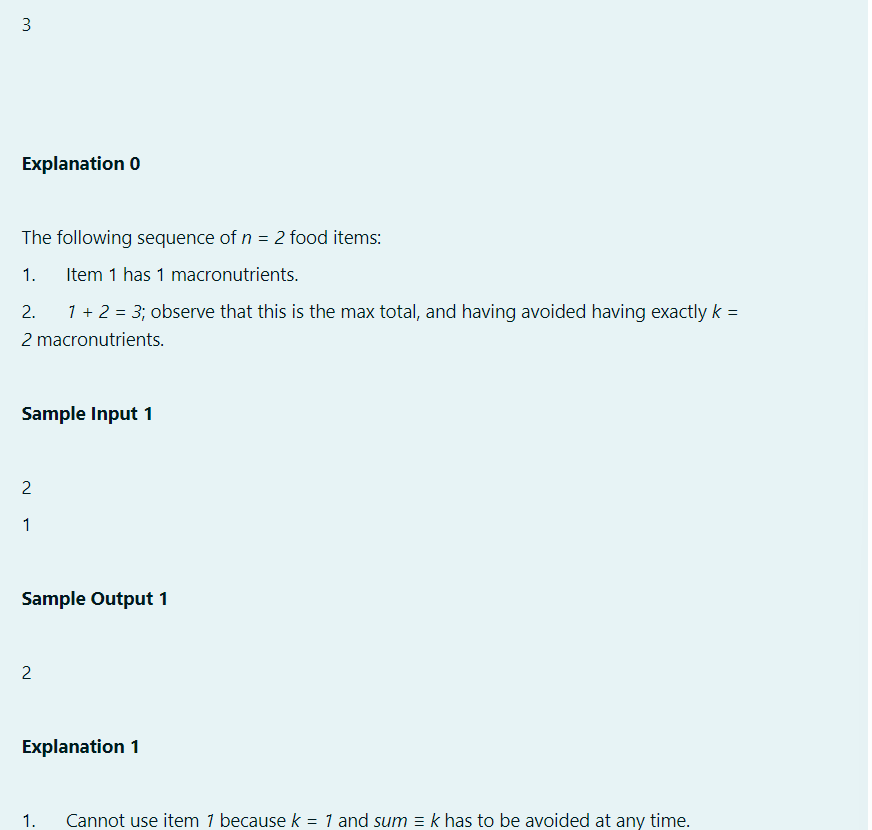 3
Explanation 0
The following sequence of n = 2 food items:
1. Item 1 has 1 macronutrients.
2. 1 + 2 = 3; observe that this is the max total, and having avoided having exactly k =
2 macronutrients.
Sample Input 1
2
1
Sample Output 1
2
Explanation 1
1. Cannot use item 1 because k = 1 and sum ≡ k has to be avoided at any time.